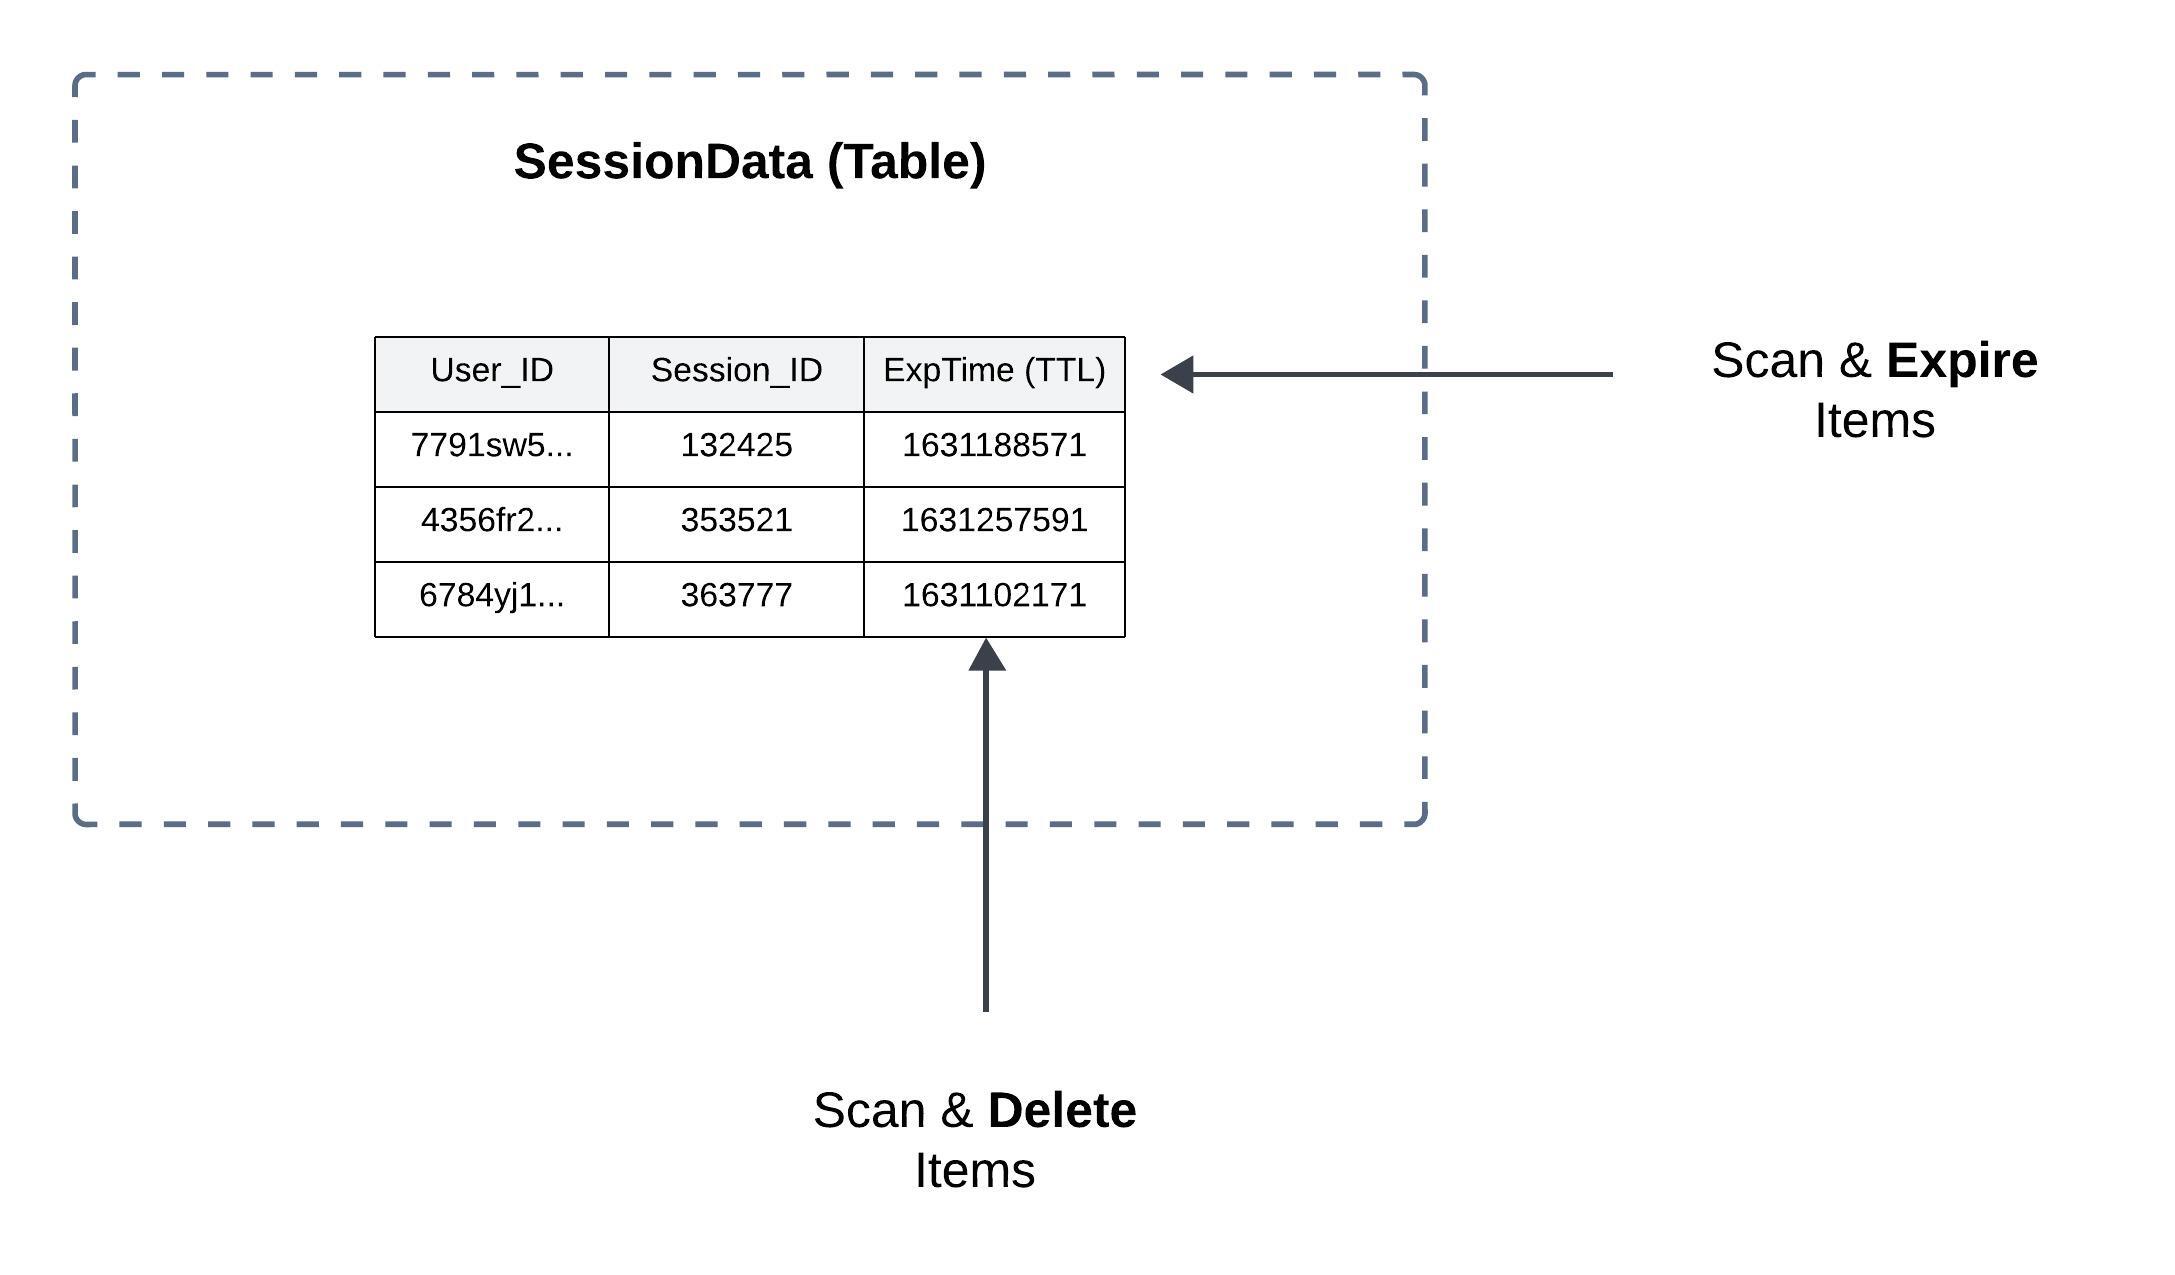 SessionData (Table)
User_ID Session_ID ExpTime (TTL)
7791sw5... 132425 1631188571
4356fr2... 353521 1631257591
6784yj1... 363777 1631102171
Scan & Expire
Items
Scan & Delete
Items